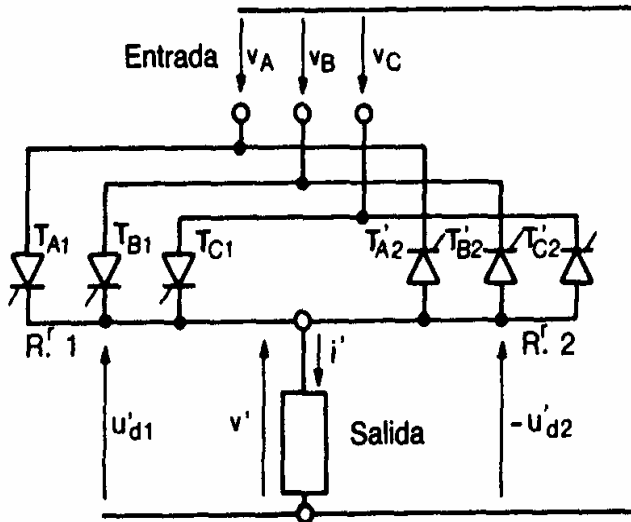 Entrada
v_A
v_B
v_C
T_A1
T_B1
T_C1
T'_A2
T'_B2
T'_C2
R.ʳ 1
R.ʳ 2
u'_d1
v'
i'
Salida
-u'_d2